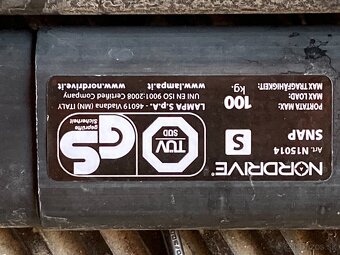 NORDRIVE®
Art. N15014
SNAP
S
PORTATA MAX:
MAX LOAD:
MAX TRAGFÄHIGKEIT:
100
kg.
TÜV
SÜD
GS
geprüfte
Sicherheit
LAMPA S.p.A. - 46019 Viadana (MN) ITALY
UNI EN ISO 9001:2008 Certified Company
www.lampa.it - www.nordrive.it